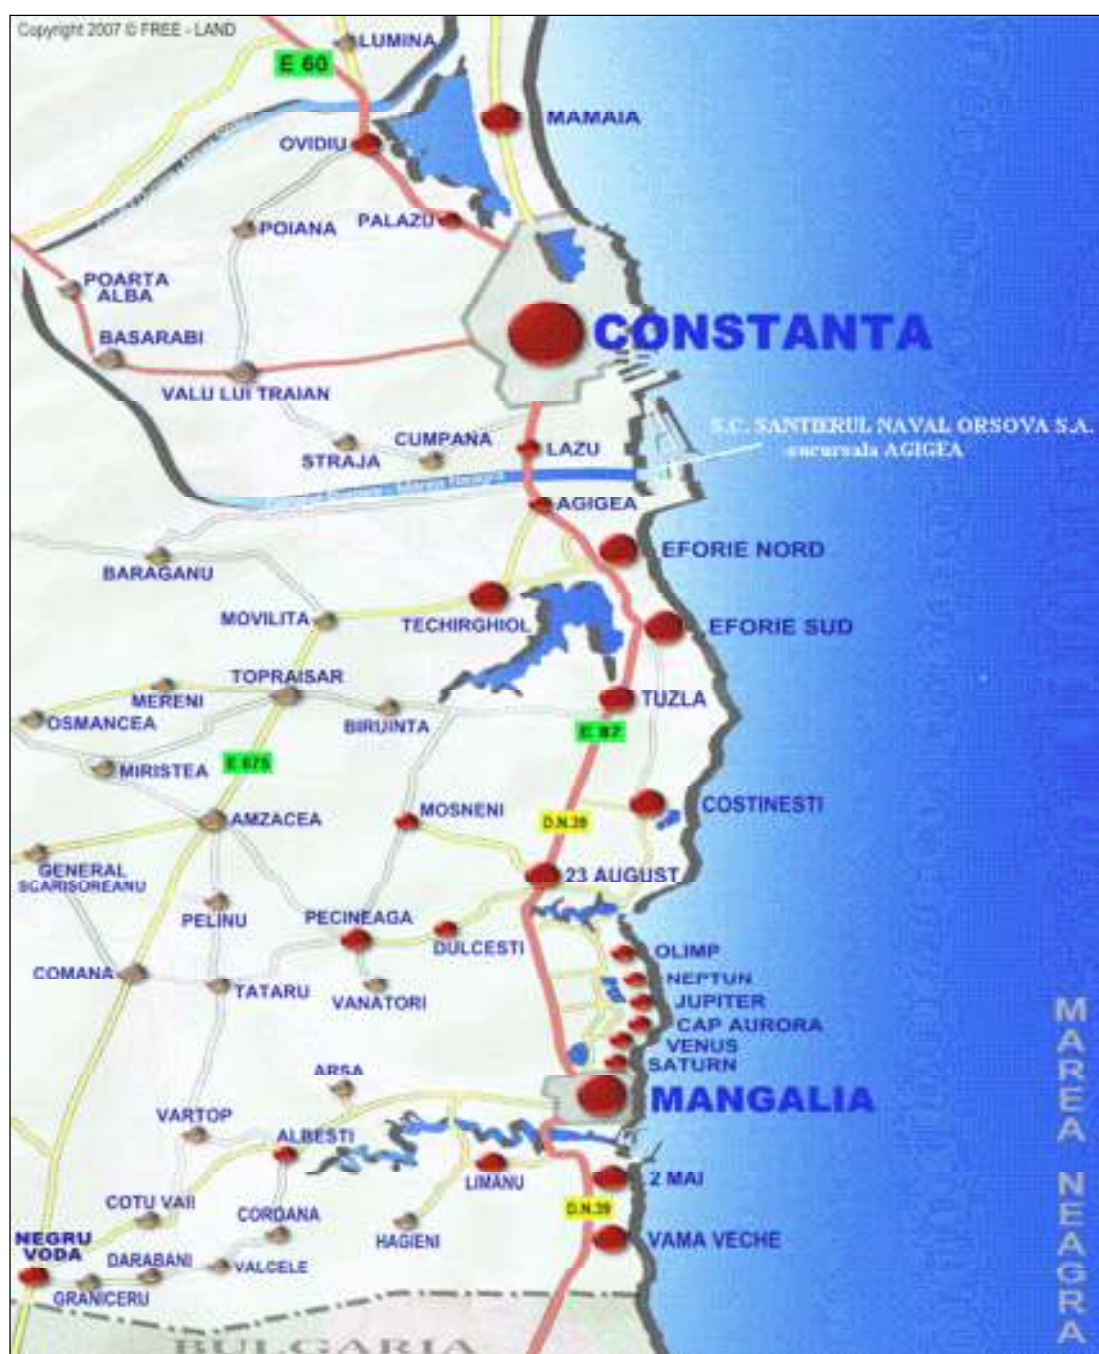 Copyright 2007 © FREE - LAND
LUMINA
E 60
MAMAIA
OVIDIU
POIANA
PALAZU
POARTA
ALBA
BASARABI
CONSTANTA
VALU LUI TRAIAN
S.C. SANTIERUL NAVAL ORSOVA S.A.
sucursala AGIGEA
CUMPANA
STRAJA
LAZU
AGIGEA
EFORIE NORD
BARAGANU
MOVILITA
TECHIRGHIOL
EFORIE SUD
TOPRAISAR
MERENI
OSMANCEA
BIRUINTA
TUZLA
E 87
E 675
MIRISTEA
MOSNENI
COSTINESTI
AMZACEA
D.N.39
GENERAL
SCARISOREANU
23 AUGUST
PELINU
PECINEAGA
DULCESTI
OLIMP
COMANA
TATARU
VANATORI
NEPTUN
JUPITER
CAP AURORA
VENUS
SATURN
ARSA
MANGALIA
VARTOP
ALBESTI
LIMANU
2 MAI
COTU VAII
CORDANA
HAGIENI
D.N.39
NEGRU
VODA
VAMA VECHE
DARABANI
VALCELE
GRANICERU
BULGARIA
MAREA NEAGRA